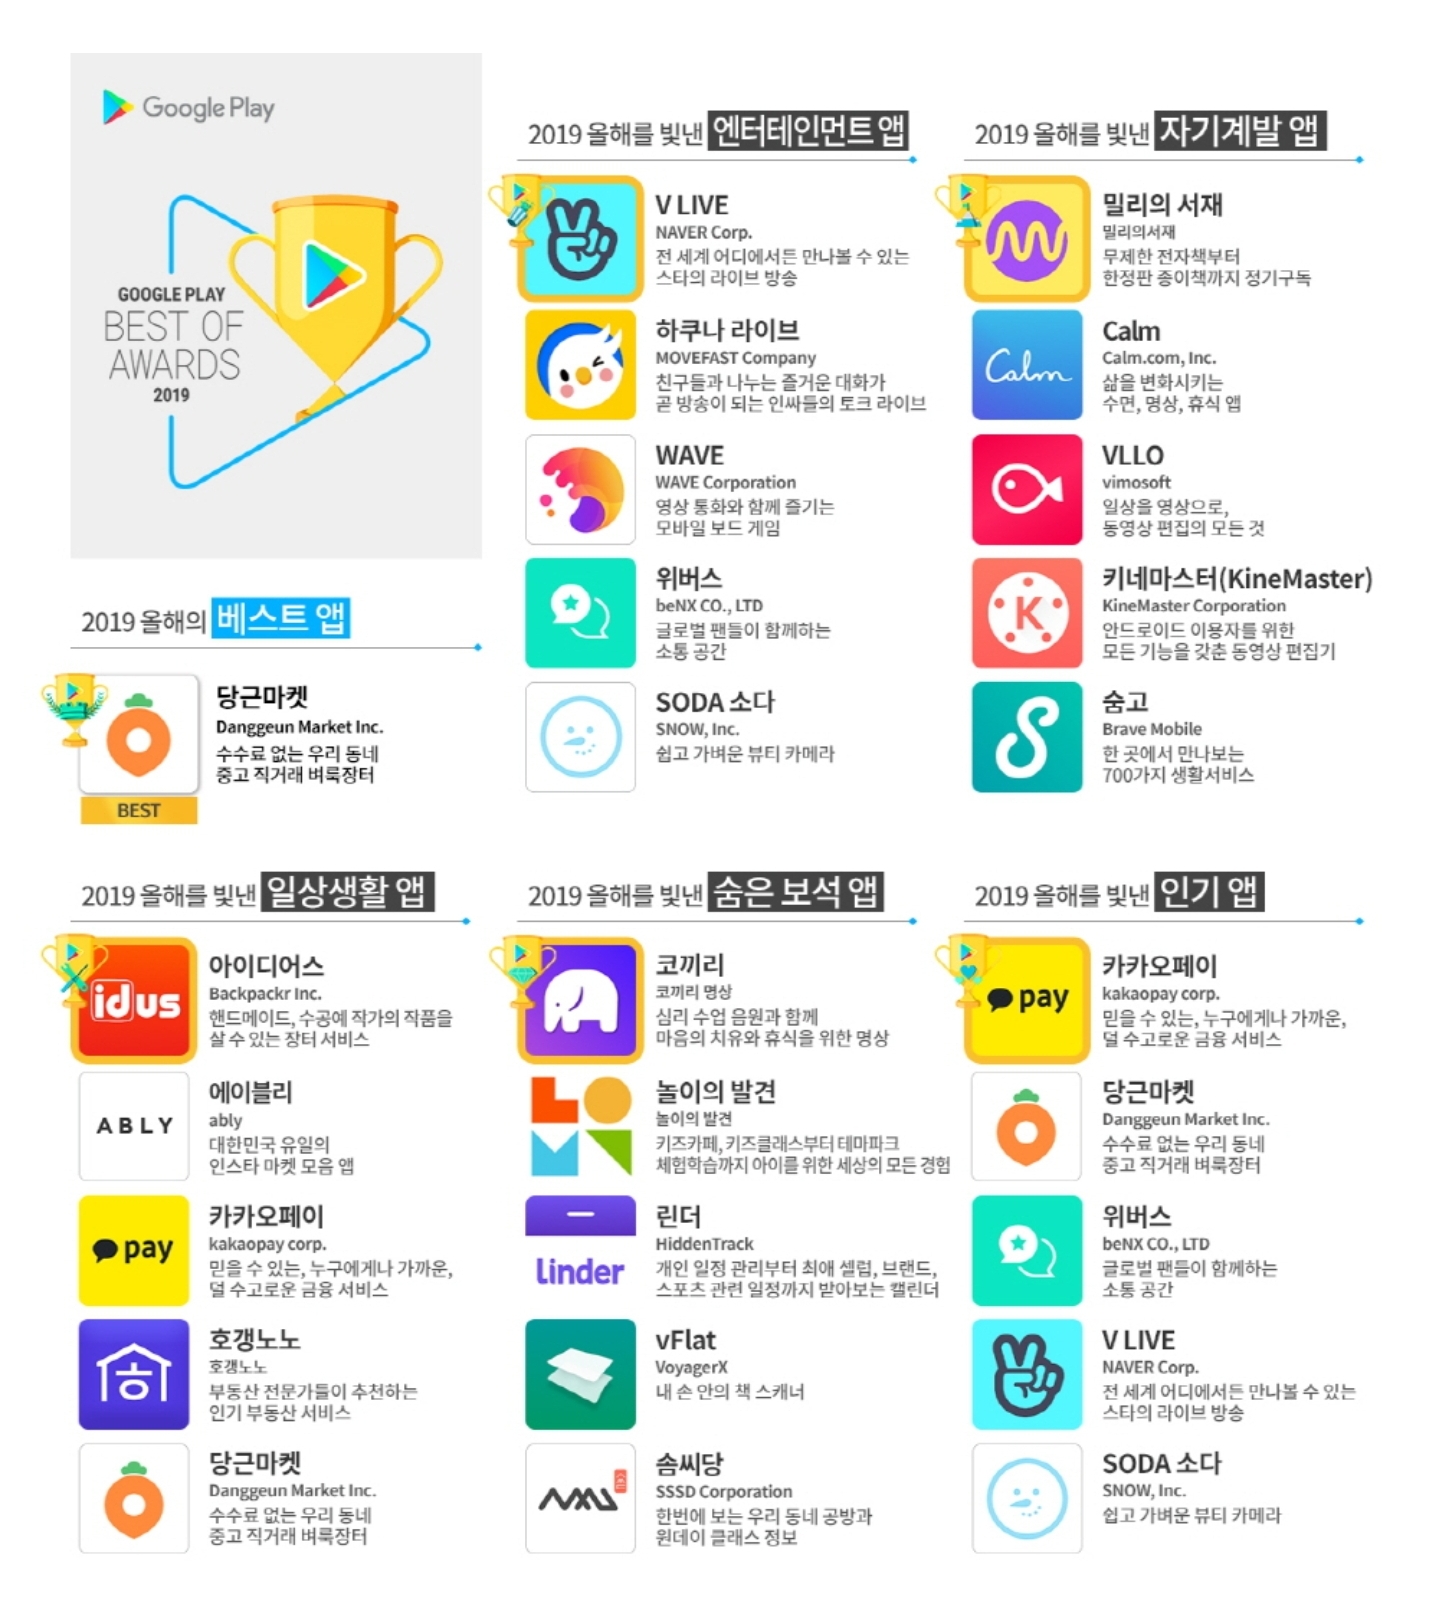 Google Play
GOOGLE PLAY
BEST OF
AWARDS
2019
2019 올해의 베스트 앱
당근마켓
Danggeun Market Inc.
수수료 없는 우리 동네
중고 직거래 벼룩장터
BEST
2019 올해를 빛낸 엔터테인먼트 앱
V LIVE
NAVER Corp.
전 세계 어디에서든 만나볼 수 있는
스타의 라이브 방송
하쿠나 라이브
MOVEFAST Company
친구들과 나누는 즐거운 대화가
곧 방송이 되는 인싸들의 토크 라이브
WAVE
WAVE Corporation
영상 통화와 함께 즐기는
모바일 보드 게임
위버스
beNX CO., LTD
글로벌 팬들이 함께하는
소통 공간
SODA 소다
SNOW, Inc.
쉽고 가벼운 뷰티 카메라
2019 올해를 빛낸 자기계발 앱
밀리의 서재
밀리의서재
무제한 전자책부터
한정판 종이책까지 정기구독
Calm
Calm
Calm.com, Inc.
삶을 변화시키는
수면, 명상, 휴식 앱
VLLO
vimosoft
일상을 영상으로,
동영상 편집의 모든 것
K
키네마스터(KineMaster)
KineMaster Corporation
안드로이드 이용자를 위한
모든 기능을 갖춘 동영상 편집기
숨고
Brave Mobile
한 곳에서 만나보는
700가지 생활서비스
2019 올해를 빛낸 일상생활 앱
idus
아이디어스
Backpackr Inc.
핸드메이드, 수공예 작가의 작품을
살 수 있는 장터 서비스
ABLY
에이블리
ably
대한민국 유일의
인스타 마켓 모음 앱
pay
카카오페이
kakaopay corp.
믿을 수 있는, 누구에게나 가까운,
덜 수고로운 금융 서비스
호갱노노
호갱노노
부동산 전문가들이 추천하는
인기 부동산 서비스
당근마켓
Danggeun Market Inc.
수수료 없는 우리 동네
중고 직거래 벼룩장터
2019 올해를 빛낸 숨은 보석 앱
코끼리
코끼리 명상
심리 수업 음원과 함께
마음의 치유와 휴식을 위한 명상
놀이의 발견
놀이의 발견
키즈카페, 키즈클래스부터 테마파크
체험학습까지 아이를 위한 세상의 모든 경험
linder
린더
HiddenTrack
개인 일정 관리부터 최애 셀럽, 브랜드,
스포츠 관련 일정까지 받아보는 캘린더
vFlat
VoyagerX
내 손 안의 책 스캐너
솜씨당
SSSD Corporation
한번에 보는 우리 동네 공방과
원데이 클래스 정보
2019 올해를 빛낸 인기 앱
pay
카카오페이
kakaopay corp.
믿을 수 있는, 누구에게나 가까운,
덜 수고로운 금융 서비스
당근마켓
Danggeun Market Inc.
수수료 없는 우리 동네
중고 직거래 벼룩장터
위버스
beNX CO., LTD
글로벌 팬들이 함께하는
소통 공간
V LIVE
NAVER Corp.
전 세계 어디에서든 만나볼 수 있는
스타의 라이브 방송
SODA 소다
SNOW, Inc.
쉽고 가벼운 뷰티 카메라